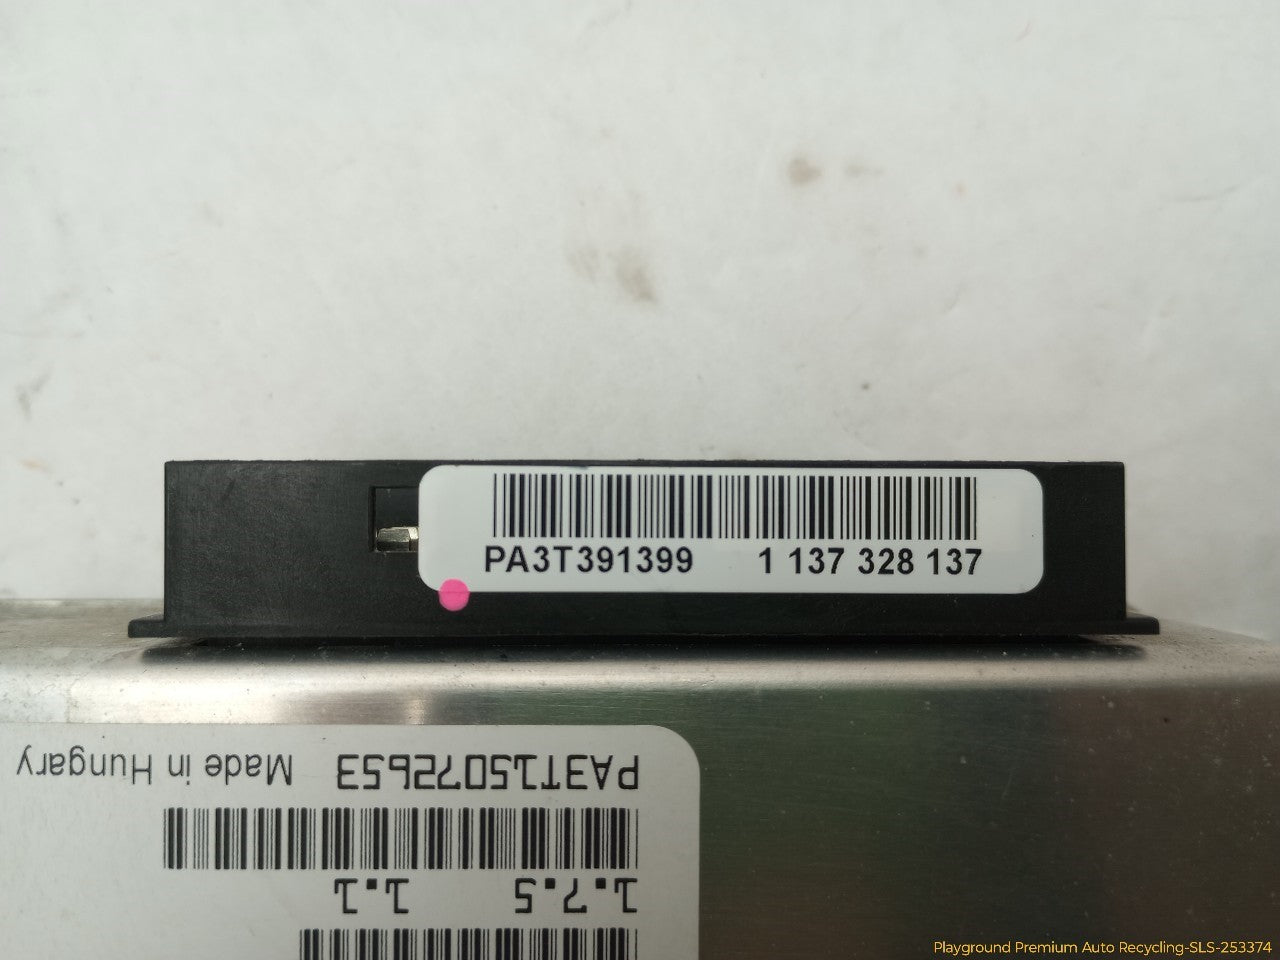 PA3T391399 1 137 328 137
PA3T15072653 Made in Hungary
1.7.5 1.1
Playground Premium Auto Recycling-SLS-253374